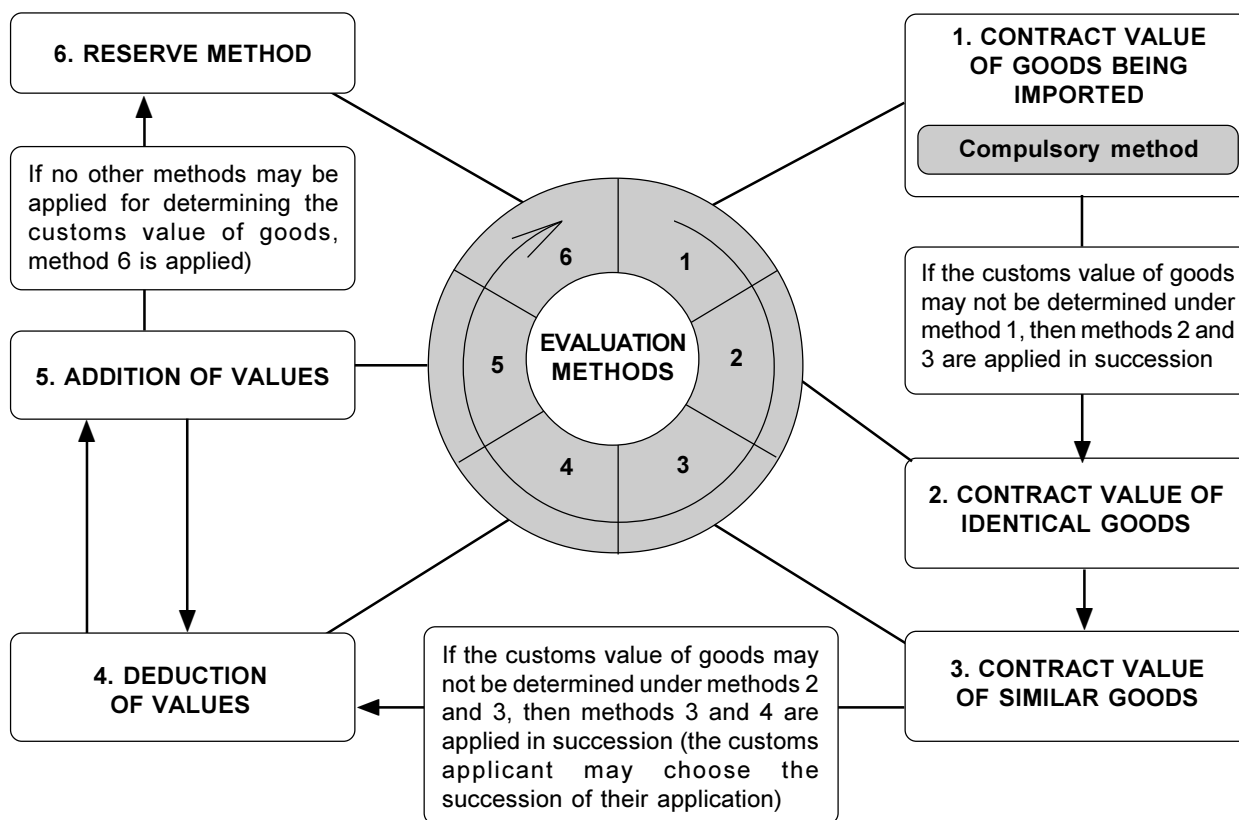 6. RESERVE METHOD
If no other methods may be
applied for determining the
customs value of goods,
method 6 is applied)
5. ADDITION OF VALUES
4. DEDUCTION
OF VALUES
EVALUATION
METHODS
1
2
3
4
5
6
1. CONTRACT VALUE
OF GOODS BEING
IMPORTED
Compulsory method
If the customs value of goods
may not be determined under
method 1, then methods 2 and
3 are applied in succession
2. CONTRACT VALUE OF
IDENTICAL GOODS
3. CONTRACT VALUE
OF SIMILAR GOODS
If the customs value of goods may
not be determined under methods 2
and 3, then methods 3 and 4 are
applied in succession (the customs
applicant may choose the
succession of their application)